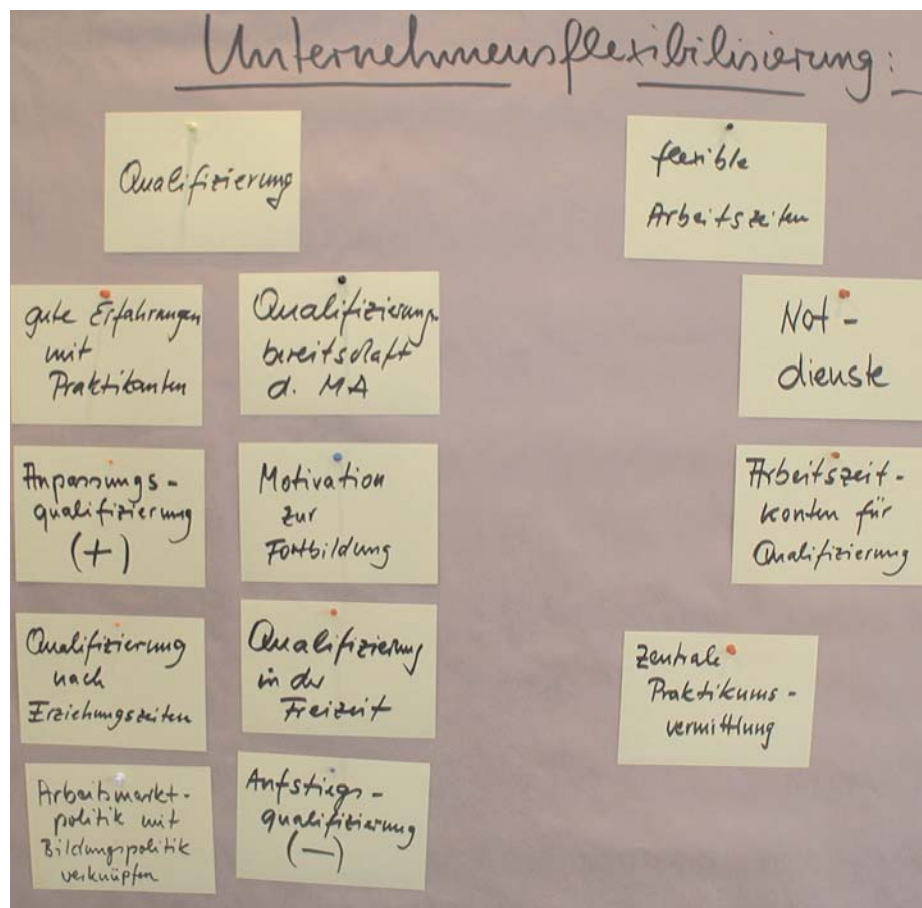 Unternehmensflexibilisierung:
Qualifizierung
flexible
Arbeitszeiten
gute Erfahrungen
mit
Praktikanten
Qualifizierungs-
bereitschaft
d. MA
Not-
dienste
Anpassungs-
qualifizierung
(+)
Motivation
zur
Fortbildung
Arbeitszeit-
konten für
Qualifizierung
Qualifizierung
nach
Erziehungszeiten
Qualifizierung
in der
Freizeit
Zentrale
Praktikums-
vermittlung
Arbeitsmarkt-
politik mit
Bildungspolitik
verknüpfen
Aufstiegs-
qualifizierung
(-)